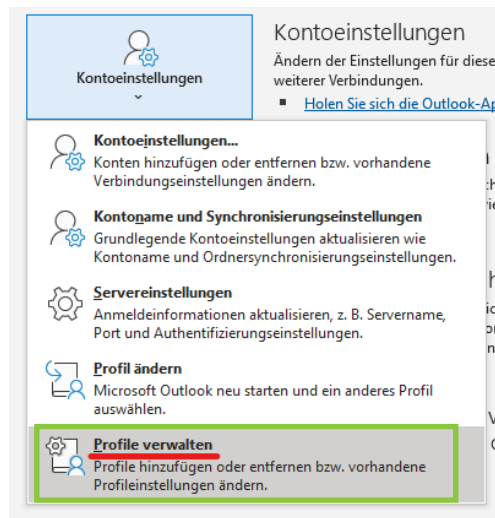 Kontoeinstellungen
Kontoeinstellungen
Ändern der Einstellungen für diese
weiterer Verbindungen.
Holen Sie sich die Outlook-Ap
Kontoeinstellungen...
Konten hinzufügen oder entfernen bzw. vorhandene
Verbindungseinstellungen ändern.
Kontoname und Synchronisierungseinstellungen
Grundlegende Kontoeinstellungen aktualisieren wie
Kontoname und Ordnersynchronisierungseinstellungen.
Servereinstellungen
Anmeldeinformationen aktualisieren, z. B. Servername,
Port und Authentifizierungseinstellungen.
Profil ändern
Microsoft Outlook neu starten und ein anderes Profil
auswählen.
Profile verwalten
Profile hinzufügen oder entfernen bzw. vorhandene
Profileinstellungen ändern.